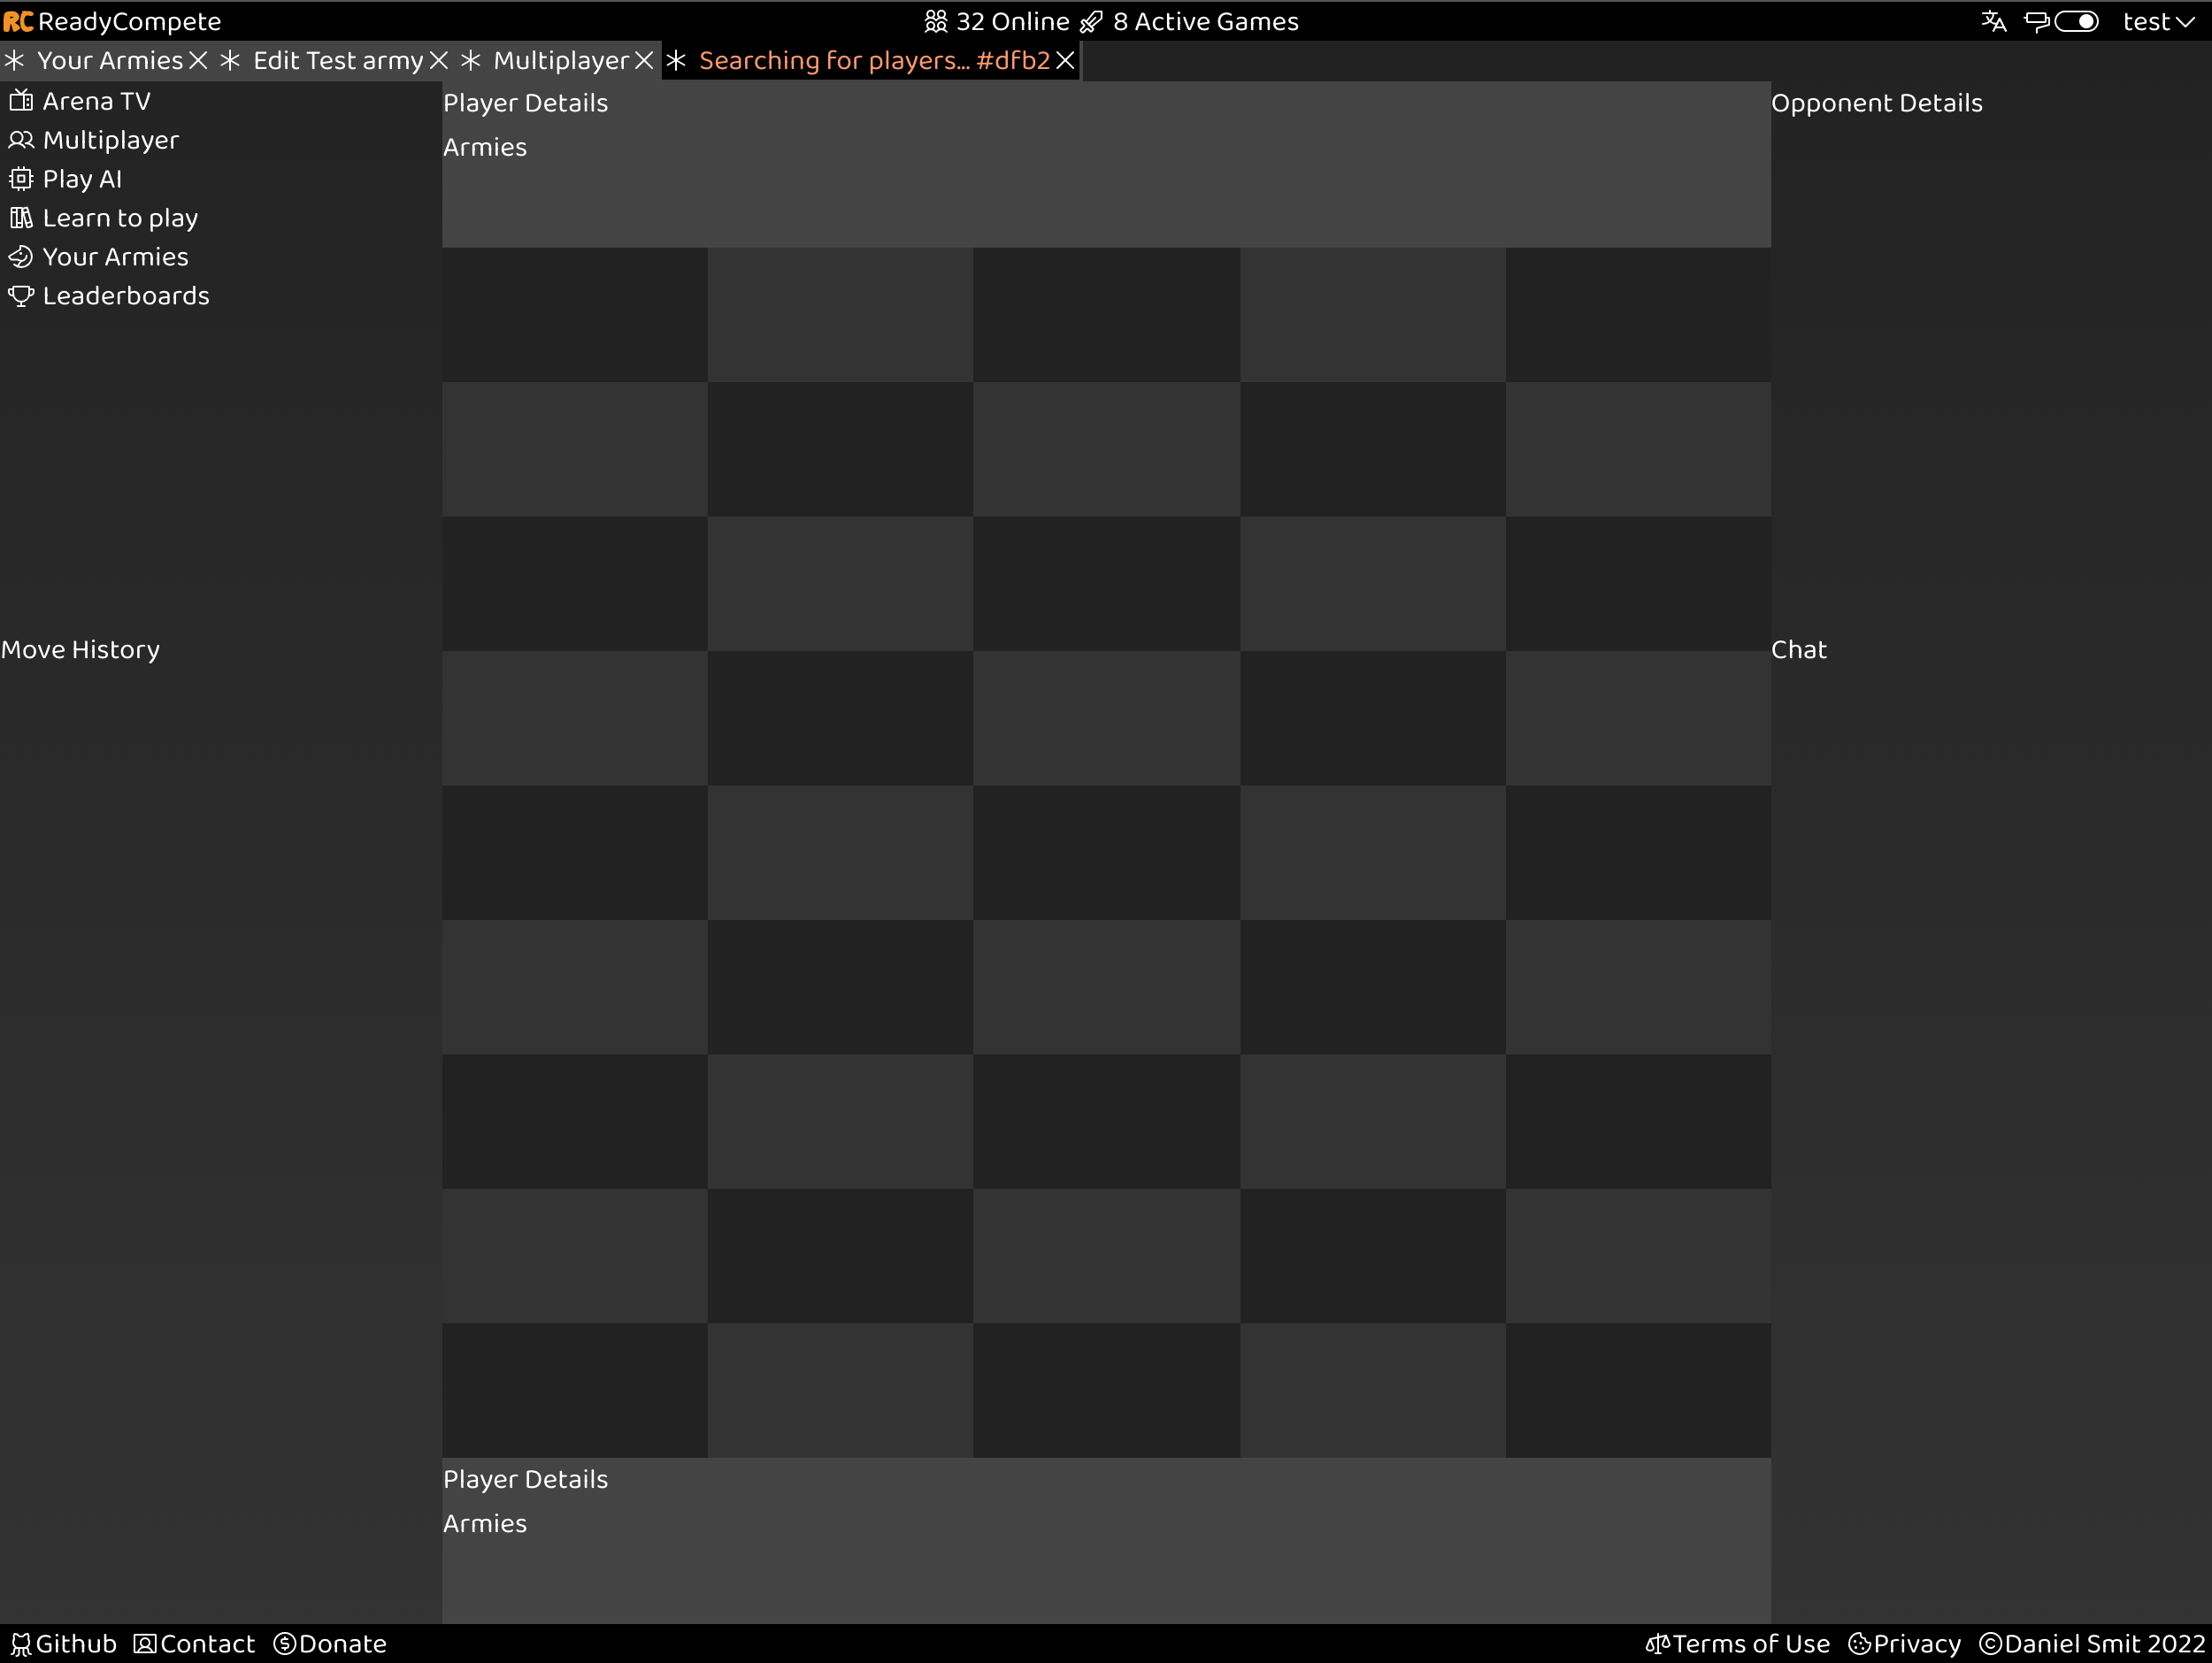 RC ReadyCompete
32 Online 8 Active Games
test
Your Armies
Edit Test army
Multiplayer
Searching for players... #dfb2
Arena TV
Multiplayer
Play AI
Learn to play
Your Armies
Leaderboards
Move History
Player Details
Armies
Opponent Details
Chat
Player Details
Armies
Github Contact Donate
Terms of Use Privacy ©Daniel Smit 2022